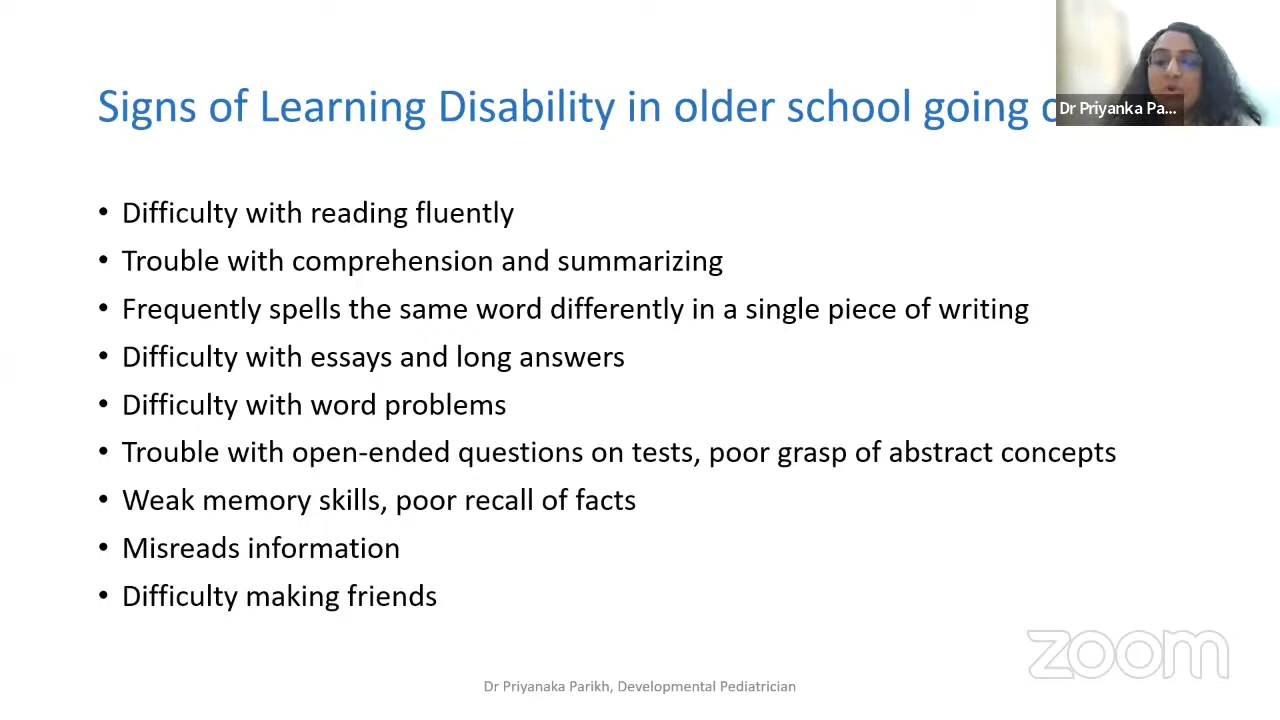 Signs of Learning Disability in older school going
Dr Priyanka Pa...
• Difficulty with reading fluently
• Trouble with comprehension and summarizing
• Frequently spells the same word differently in a single piece of writing
• Difficulty with essays and long answers
• Difficulty with word problems
• Trouble with open-ended questions on tests, poor grasp of abstract concepts
• Weak memory skills, poor recall of facts
• Misreads information
• Difficulty making friends
zoom
Dr Priyanaka Parikh, Developmental Pediatrician